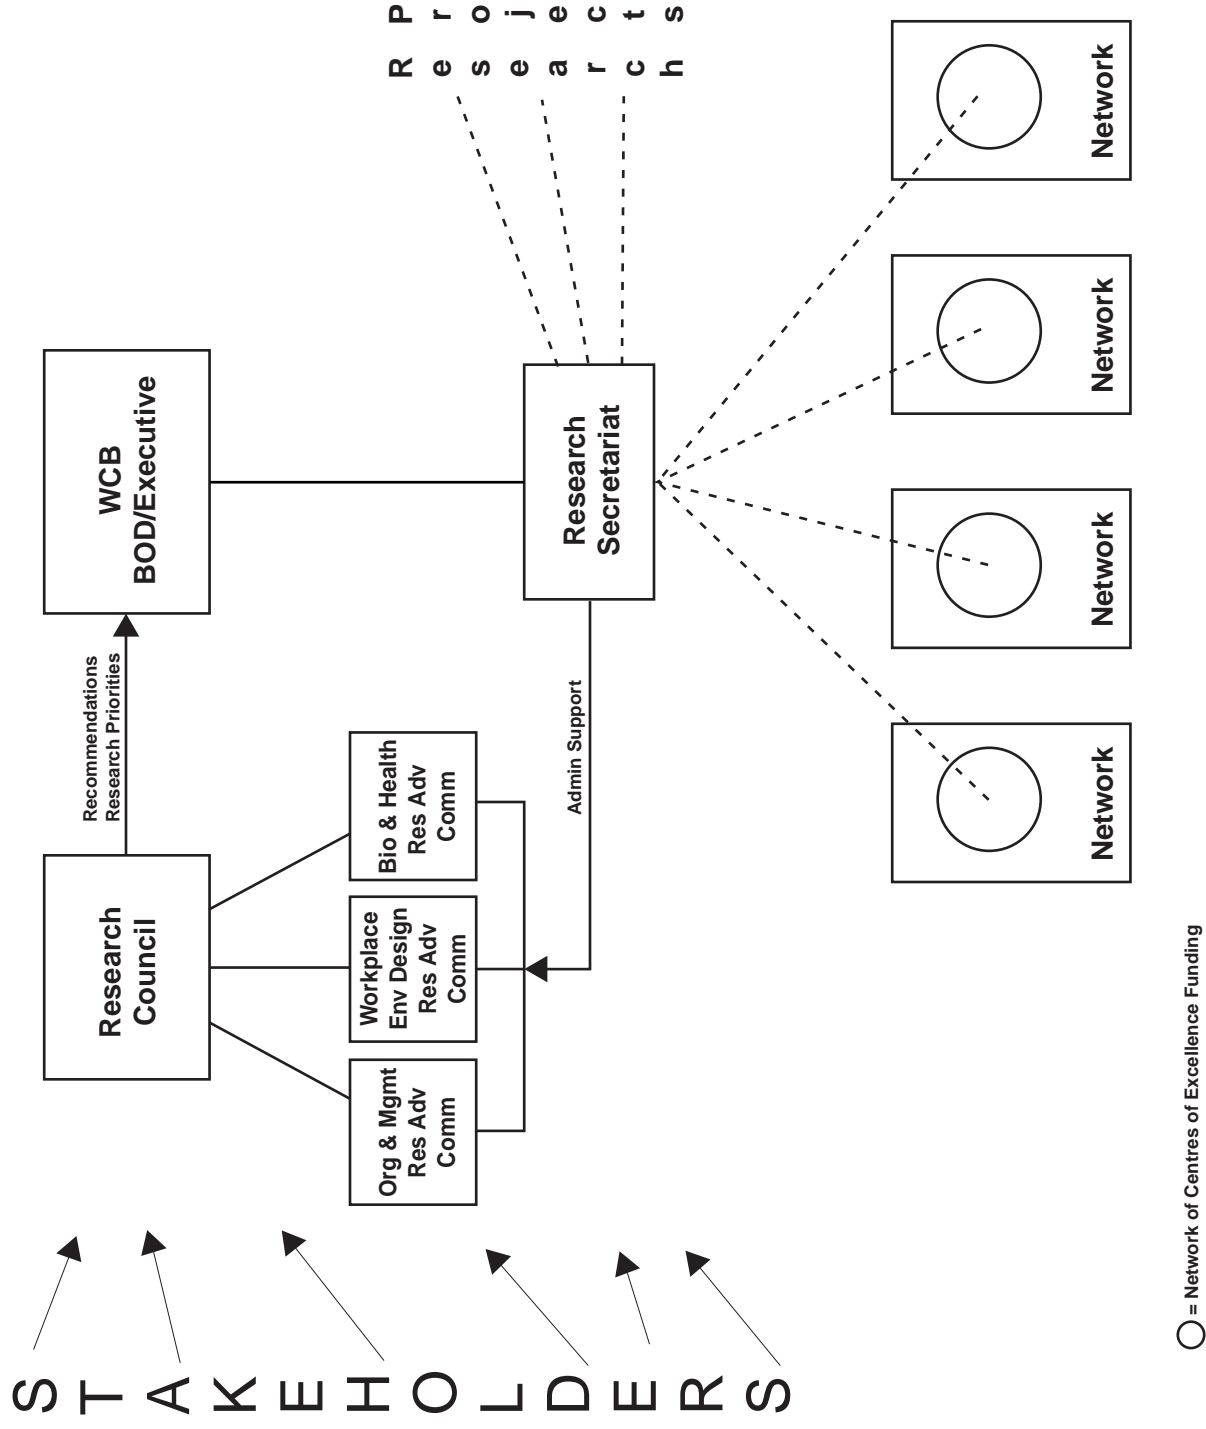 STAKEHOLDERS
Research
Council
Recommendations
Research Priorities
WCB
BOD/Executive
Org & Mgmt
Res Adv
Comm
Workplace
Env Design
Res Adv
Comm
Bio & Health
Res Adv
Comm
Admin Support
Research
Secretariat
Research
Projects
Network
Network
Network
Network
= Network of Centres of Excellence Funding